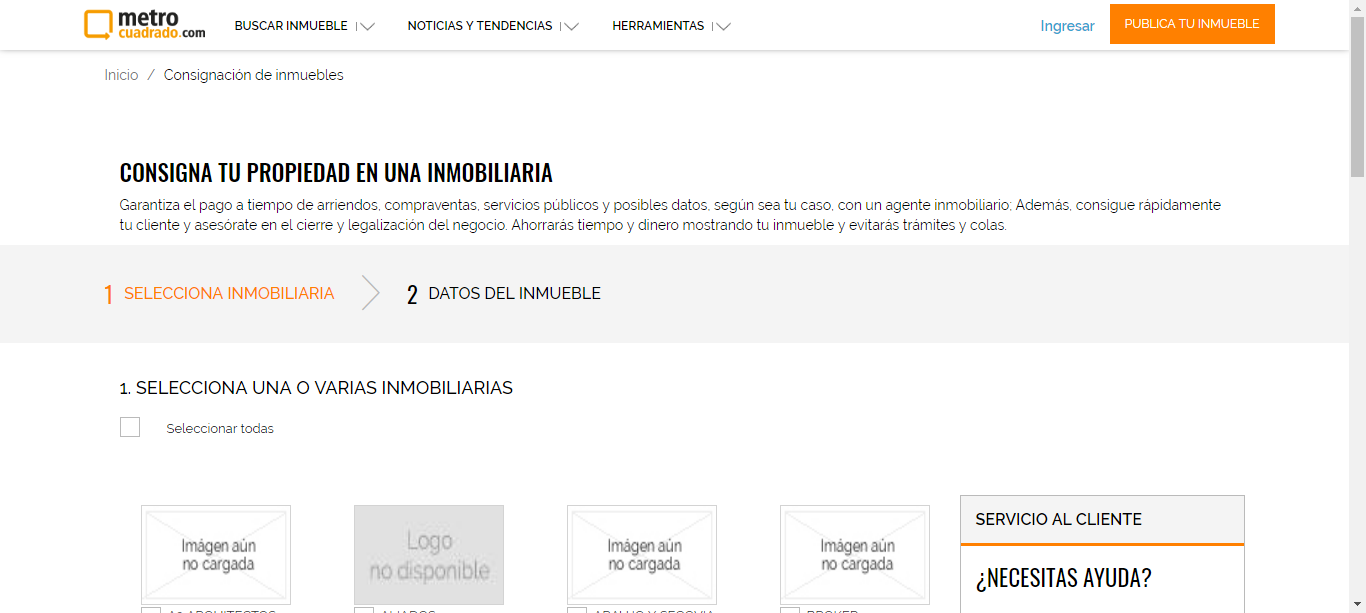 metro
cuadrado.com
BUSCAR INMUEBLE
NOTICIAS Y TENDENCIAS
HERRAMIENTAS
Ingresar
PUBLICA TU INMUEBLE
Inicio / Consignación de inmuebles
CONSIGNA TU PROPIEDAD EN UNA INMOBILIARIA
Garantiza el pago a tiempo de arriendos, compraventas, servicios públicos y posibles datos, según sea tu caso, con un agente inmobiliario; Además, consigue rápidamente
tu cliente y asesórate en el cierre y legalización del negocio. Ahorrarás tiempo y dinero mostrando tu inmueble y evitarás trámites y colas.
1 SELECCIONA INMOBILIARIA
2 DATOS DEL INMUEBLE
1. SELECCIONA UNA O VARIAS INMOBILIARIAS
Seleccionar todas
Imágen aún
no cargada
Logo
no disponible
Imágen aún
no cargada
Imágen aún
no cargada
ARQUITECTOS
ALIADOS
ARAUJO Y SEGOVIA
BROKER
SERVICIO AL CLIENTE
¿NECESITAS AYUDA?